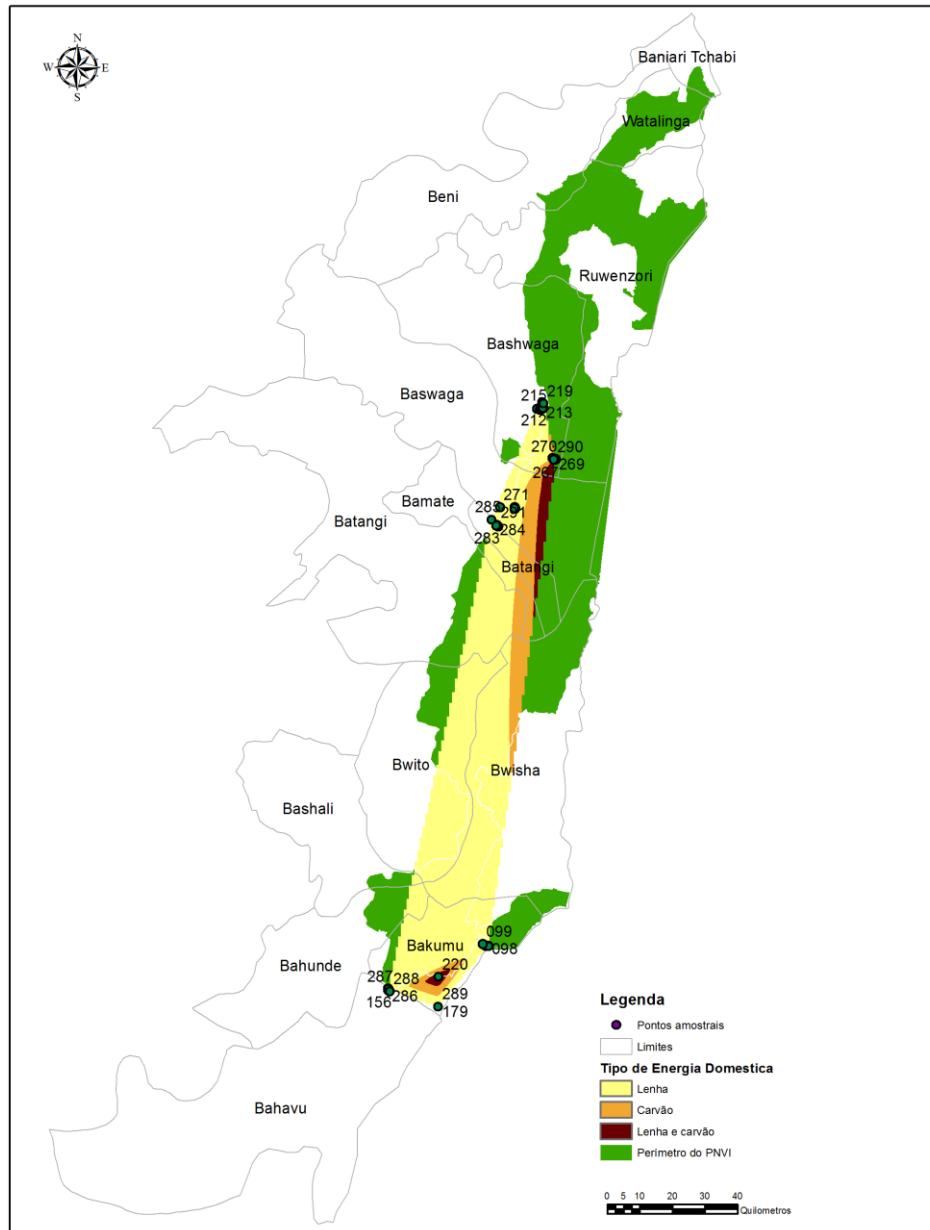 N
W E
S
Baniari Tchabi
Watalinga
Beni
Ruwenzori
Bashwaga
Baswaga
215 219
212 213
270 290
267 269
Bamate
285 271
291
Batangi
283 284
Batangi
Bwito
Bwisha
Bashali
099
098
Bakumu
220
Bahunde
287 288
156 286
289
179
Bahavu
Legenda
Pontos amostrais
Limites
Tipo de Energia Domestica
Lenha
Carvão
Lenha e carvão
Perímetro do PNVI
0 5 10 20 30 40
Quilometros